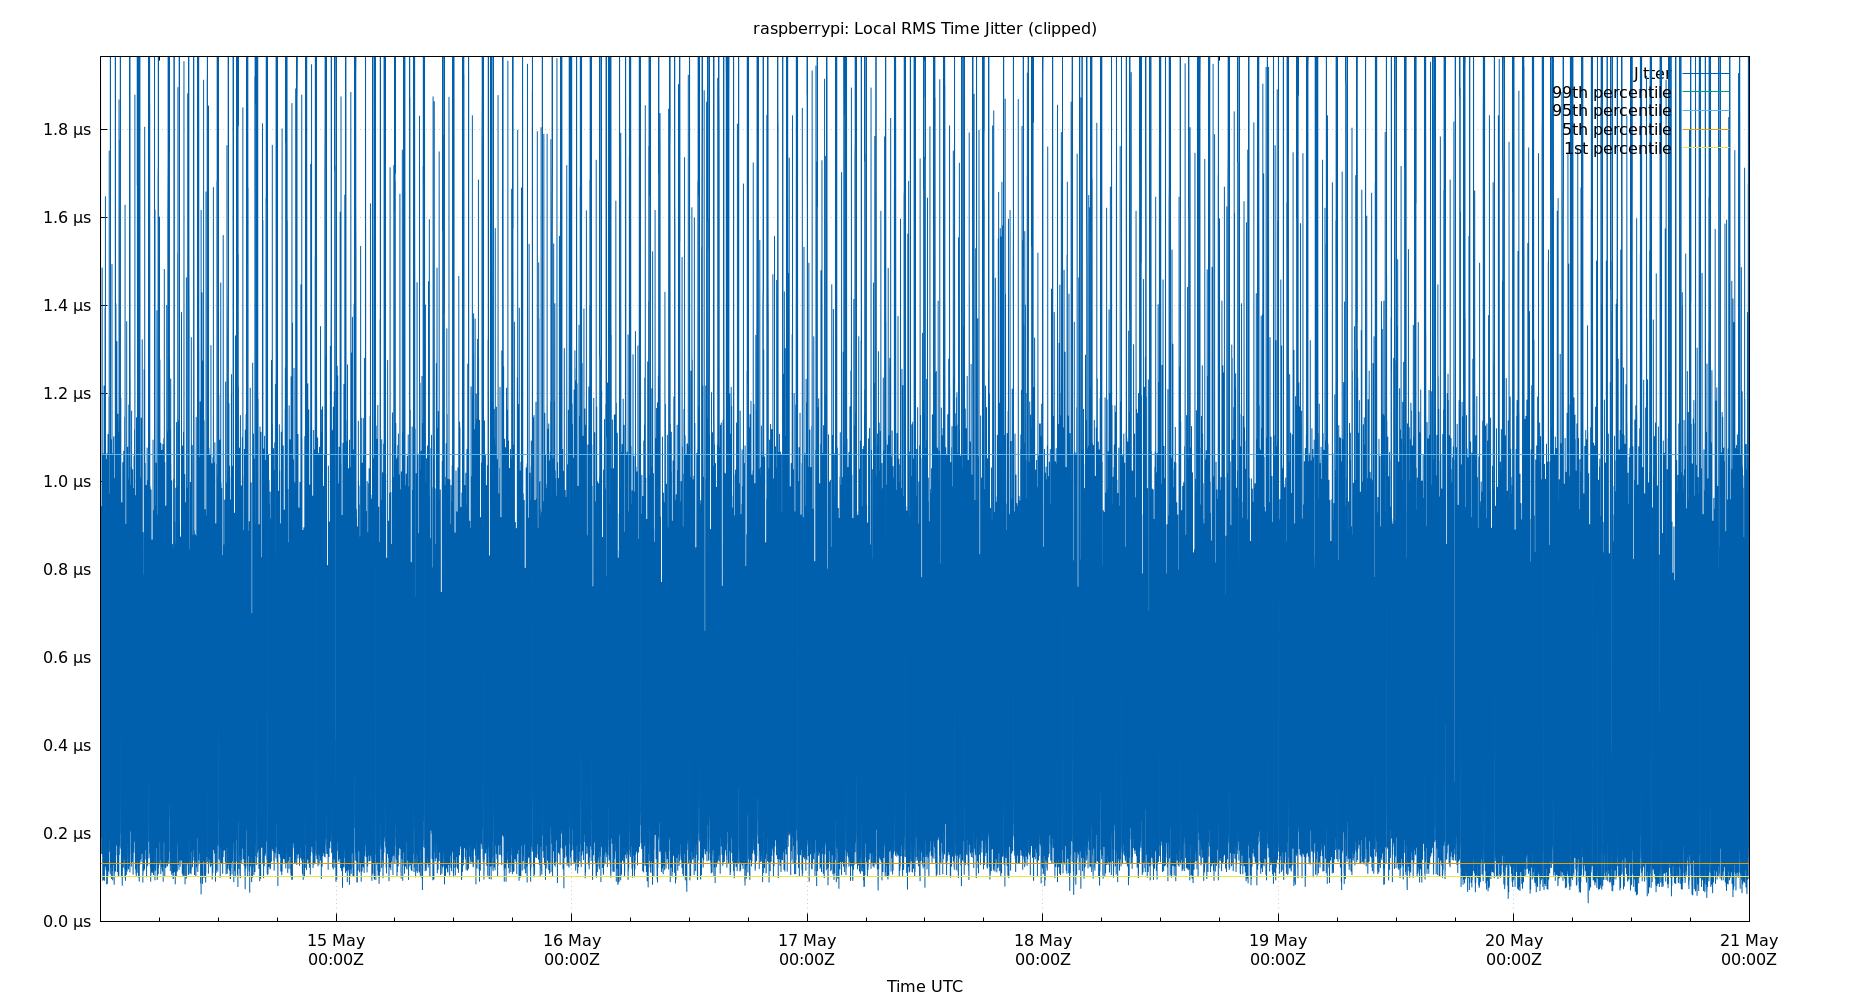 raspberrypi: Local RMS Time Jitter (clipped)
Jitter
99th percentile
95th percentile
5th percentile
1st percentile
1.8 μs
1.6 μs
1.4 μs
1.2 μs
1.0 μs
0.8 μs
0.6 μs
0.4 μs
0.2 μs
0.0 μs
15 May 16 May 17 May 18 May 19 May 20 May 21 May
00:00Z 00:00Z 00:00Z 00:00Z 00:00Z 00:00Z 00:00Z
Time UTC